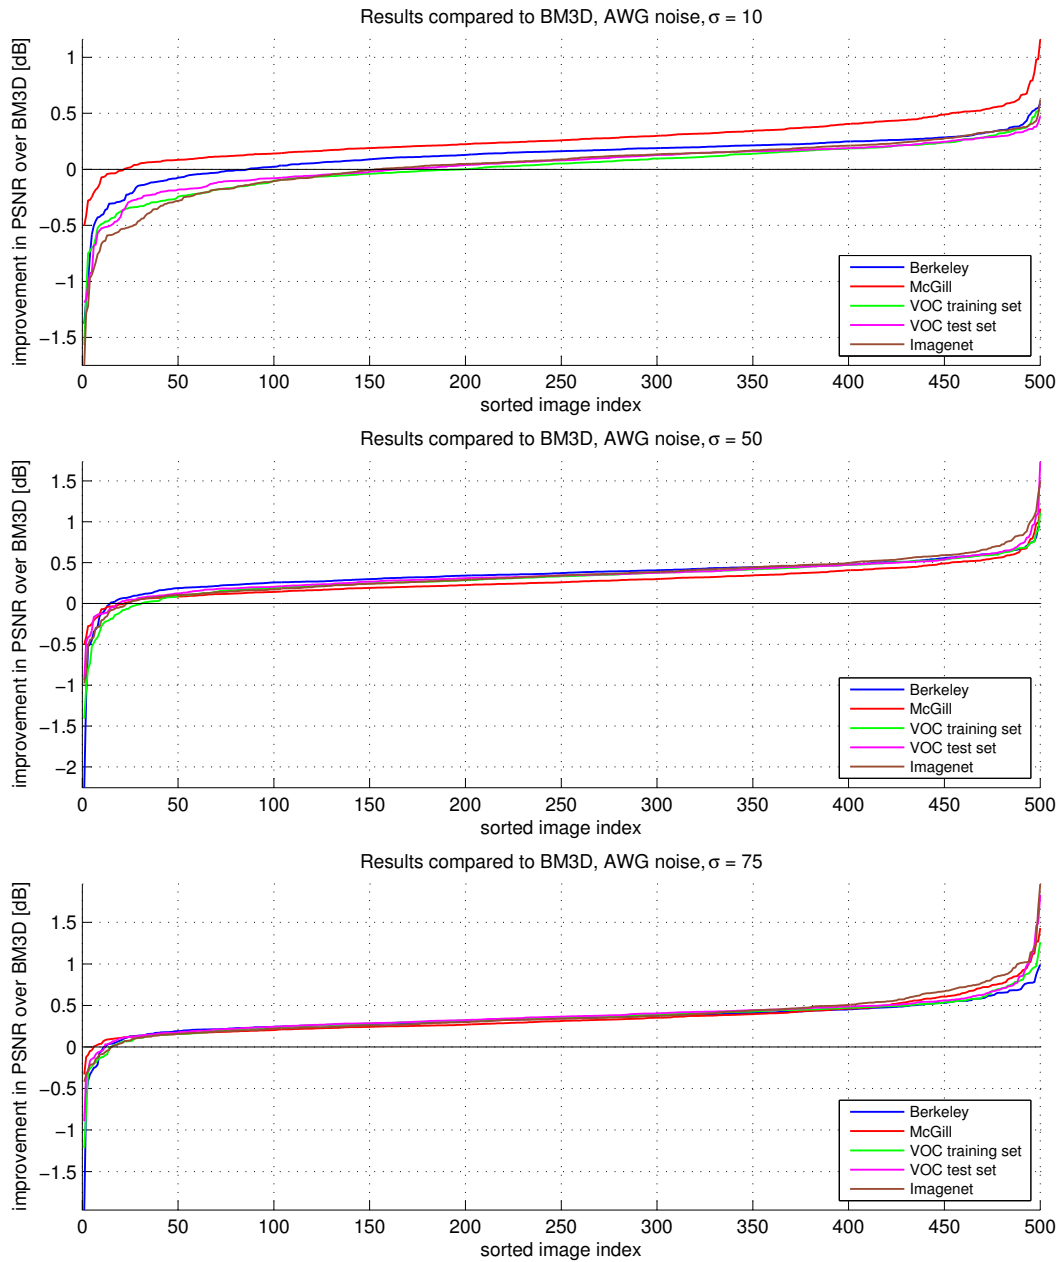 Results compared to BM3D, AWG noise, σ = 10
improvement in PSNR over BM3D [dB]
1
0.5
0
−0.5
−1
−1.5
Berkeley
McGill
VOC training set
VOC test set
Imagenet
0 50 100 150 200 250 300 350 400 450 500
sorted image index
Results compared to BM3D, AWG noise, σ = 50
improvement in PSNR over BM3D [dB]
1.5
1
0.5
0
−0.5
−1
−1.5
−2
Berkeley
McGill
VOC training set
VOC test set
Imagenet
0 50 100 150 200 250 300 350 400 450 500
sorted image index
Results compared to BM3D, AWG noise, σ = 75
improvement in PSNR over BM3D [dB]
1.5
1
0.5
0
−0.5
−1
−1.5
Berkeley
McGill
VOC training set
VOC test set
Imagenet
0 50 100 150 200 250 300 350 400 450 500
sorted image index